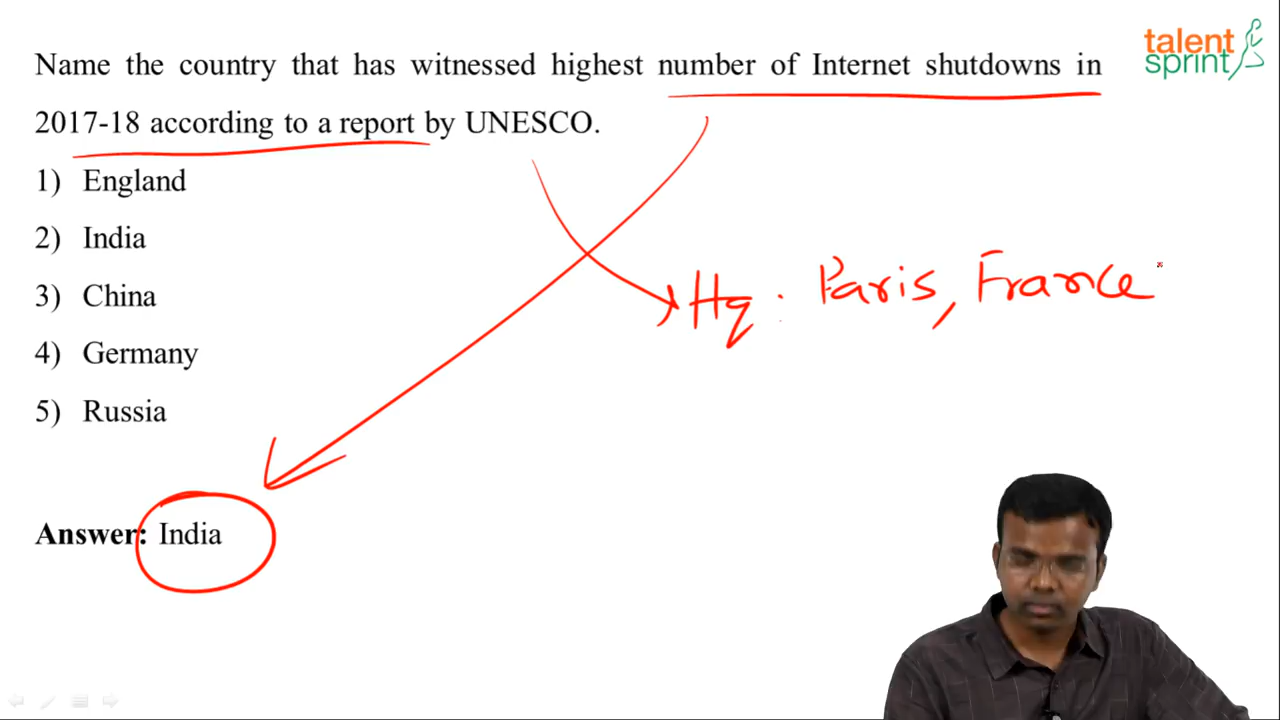 talent
sprint
Name the country that has witnessed highest number of Internet shutdowns in
2017-18 according to a report by UNESCO.
1) England
2) India
3) China
4) Germany
5) Russia
Hq : Paris, France
Answer: India